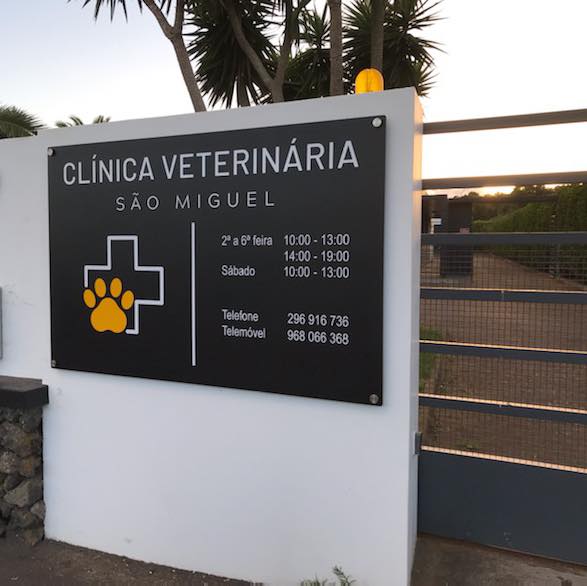 CLÍNICA VETERINÁRIA
SÃO MIGUEL
2ª a 6ª feira 10:00 - 13:00
14:00 - 19:00
Sábado 10:00 - 13:00
Telefone 296 916 736
Telemóvel 968 066 368